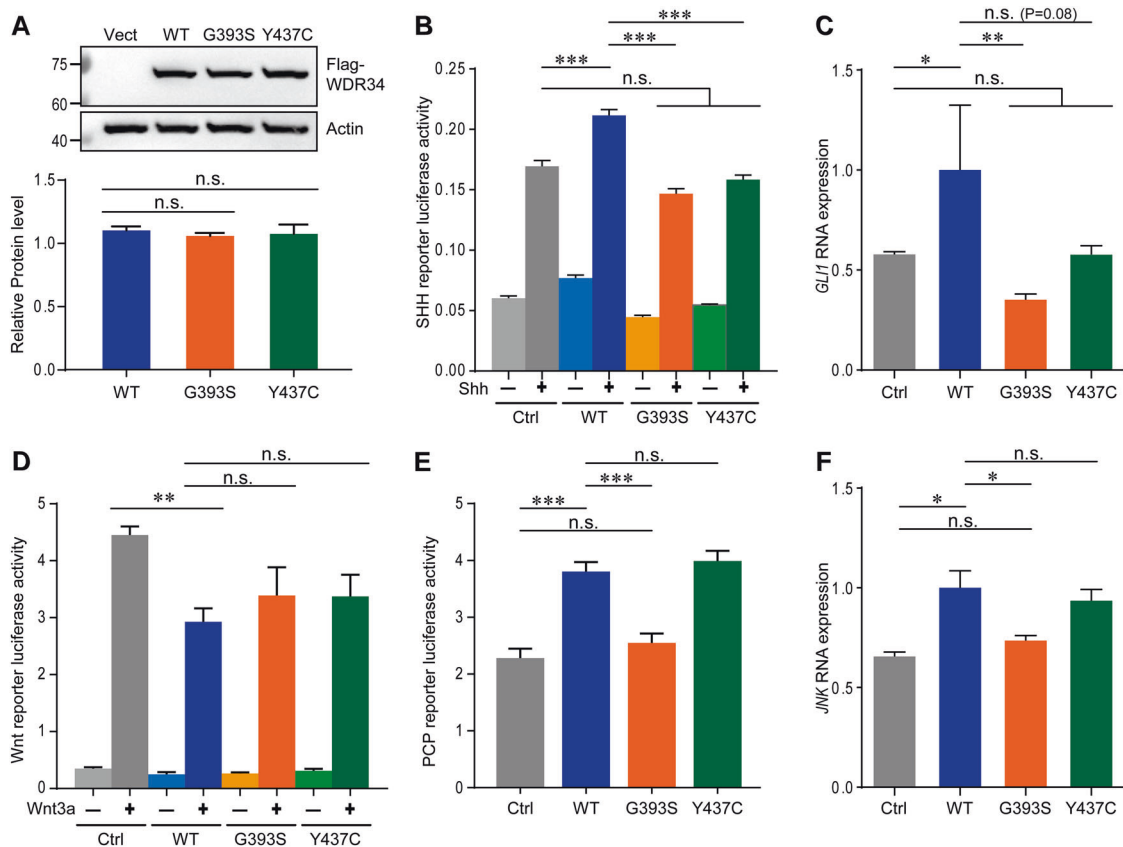 A
Vect WT G393S Y437C
75
60
Flag-
WDR34
40
Actin
Relative Protein level
1.5
1.0
0.5
0.0
n.s.
n.s.
WT G393S Y437C
B
SHH reporter luciferase activity
0.25
0.20
0.15
0.10
0.05
0.00
***
***
***
n.s.
Shh − + − + − + − +
Ctrl WT G393S Y437C
C
GLI1 RNA expression
1.5
1.0
0.5
0.0
n.s. (P=0.08)
**
*
n.s.
Ctrl WT G393S Y437C
D
Wnt reporter luciferase activity
5
4
3
2
1
0
n.s.
n.s.
**
Wnt3a − + − + − + − +
Ctrl WT G393S Y437C
E
PCP reporter luciferase activity
5
4
3
2
1
0
n.s.
***
***
n.s.
Ctrl WT G393S Y437C
F
JNK RNA expression
1.5
1.0
0.5
0.0
n.s.
*
*
n.s.
Ctrl WT G393S Y437C